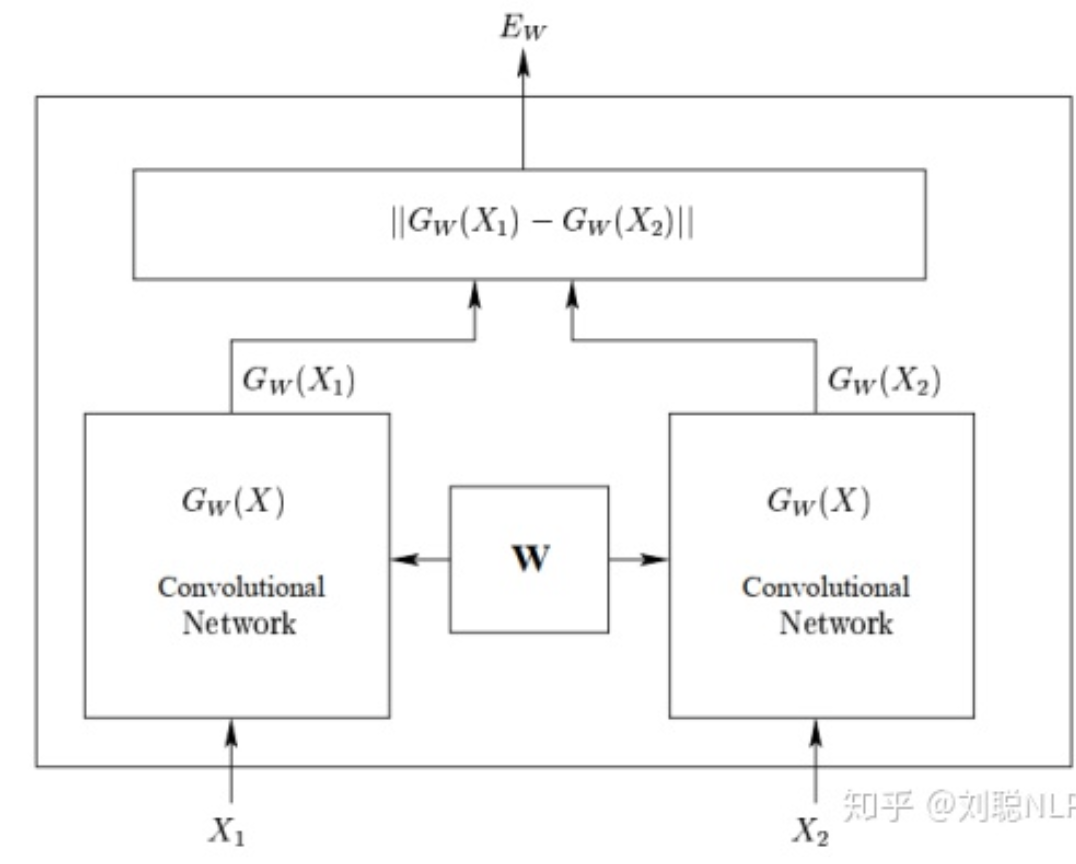 E_W
||G_W(X_1) − G_W(X_2)||
G_W(X_1)
G_W(X_2)
G_W(X)
Convolutional
Network
W
G_W(X)
Convolutional
Network
X_1
X_2
知乎 @刘聪NLP